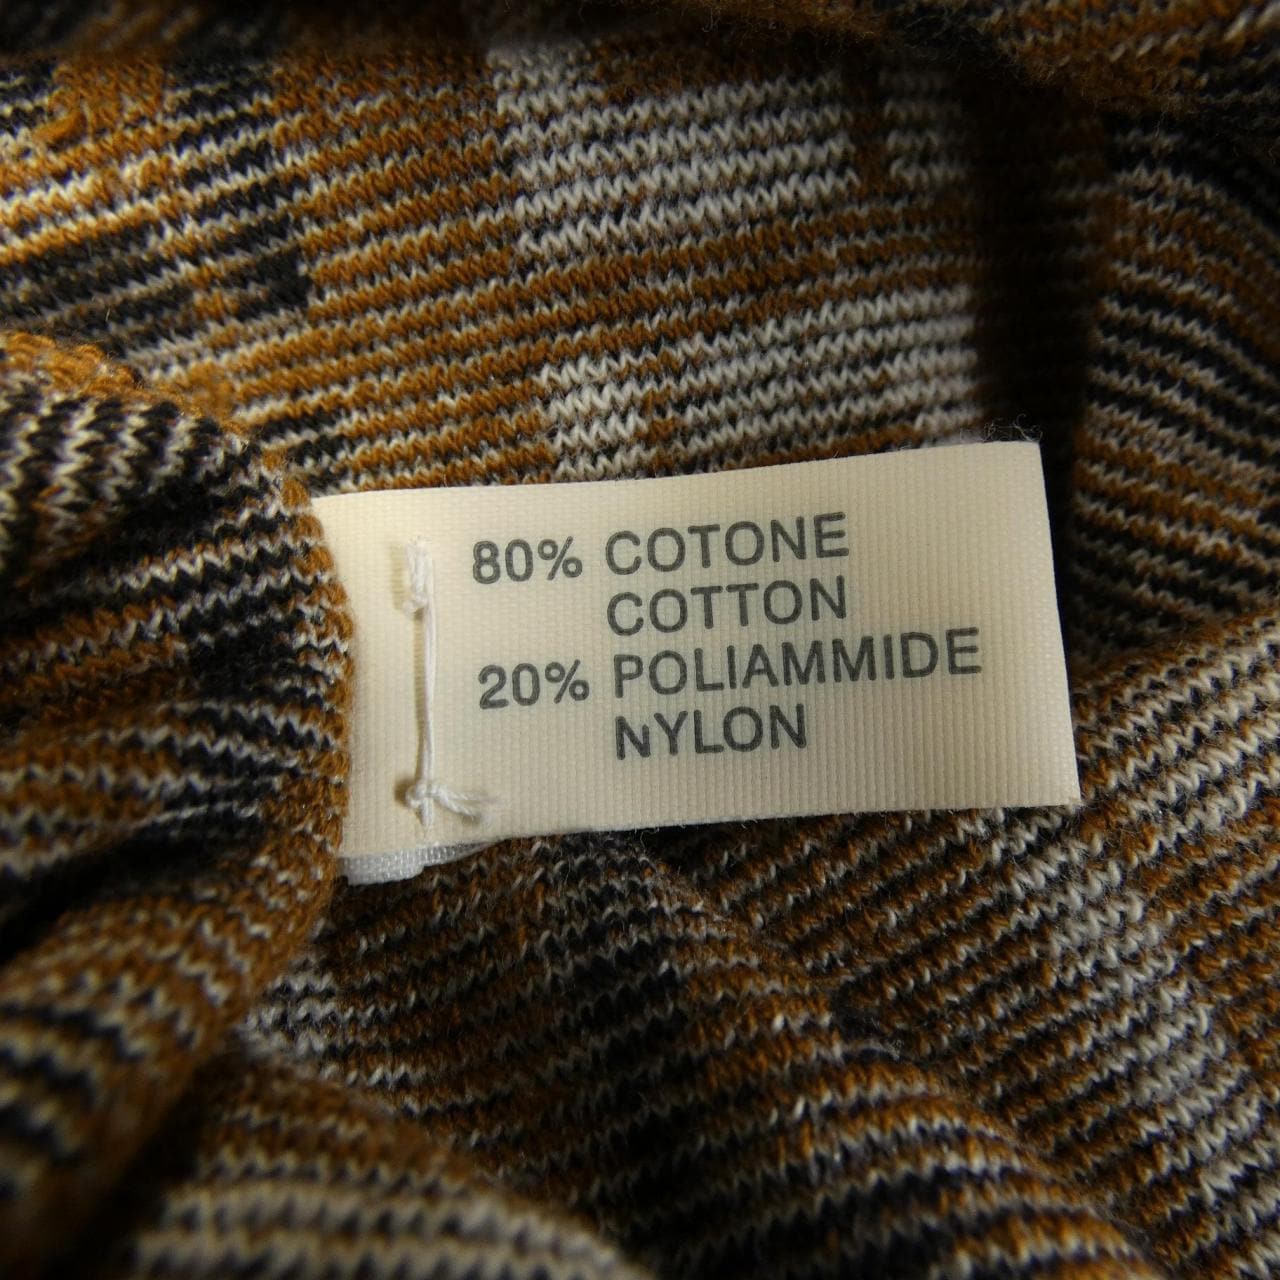 80% COTONE
COTTON
20% POLIAMMIDE
NYLON